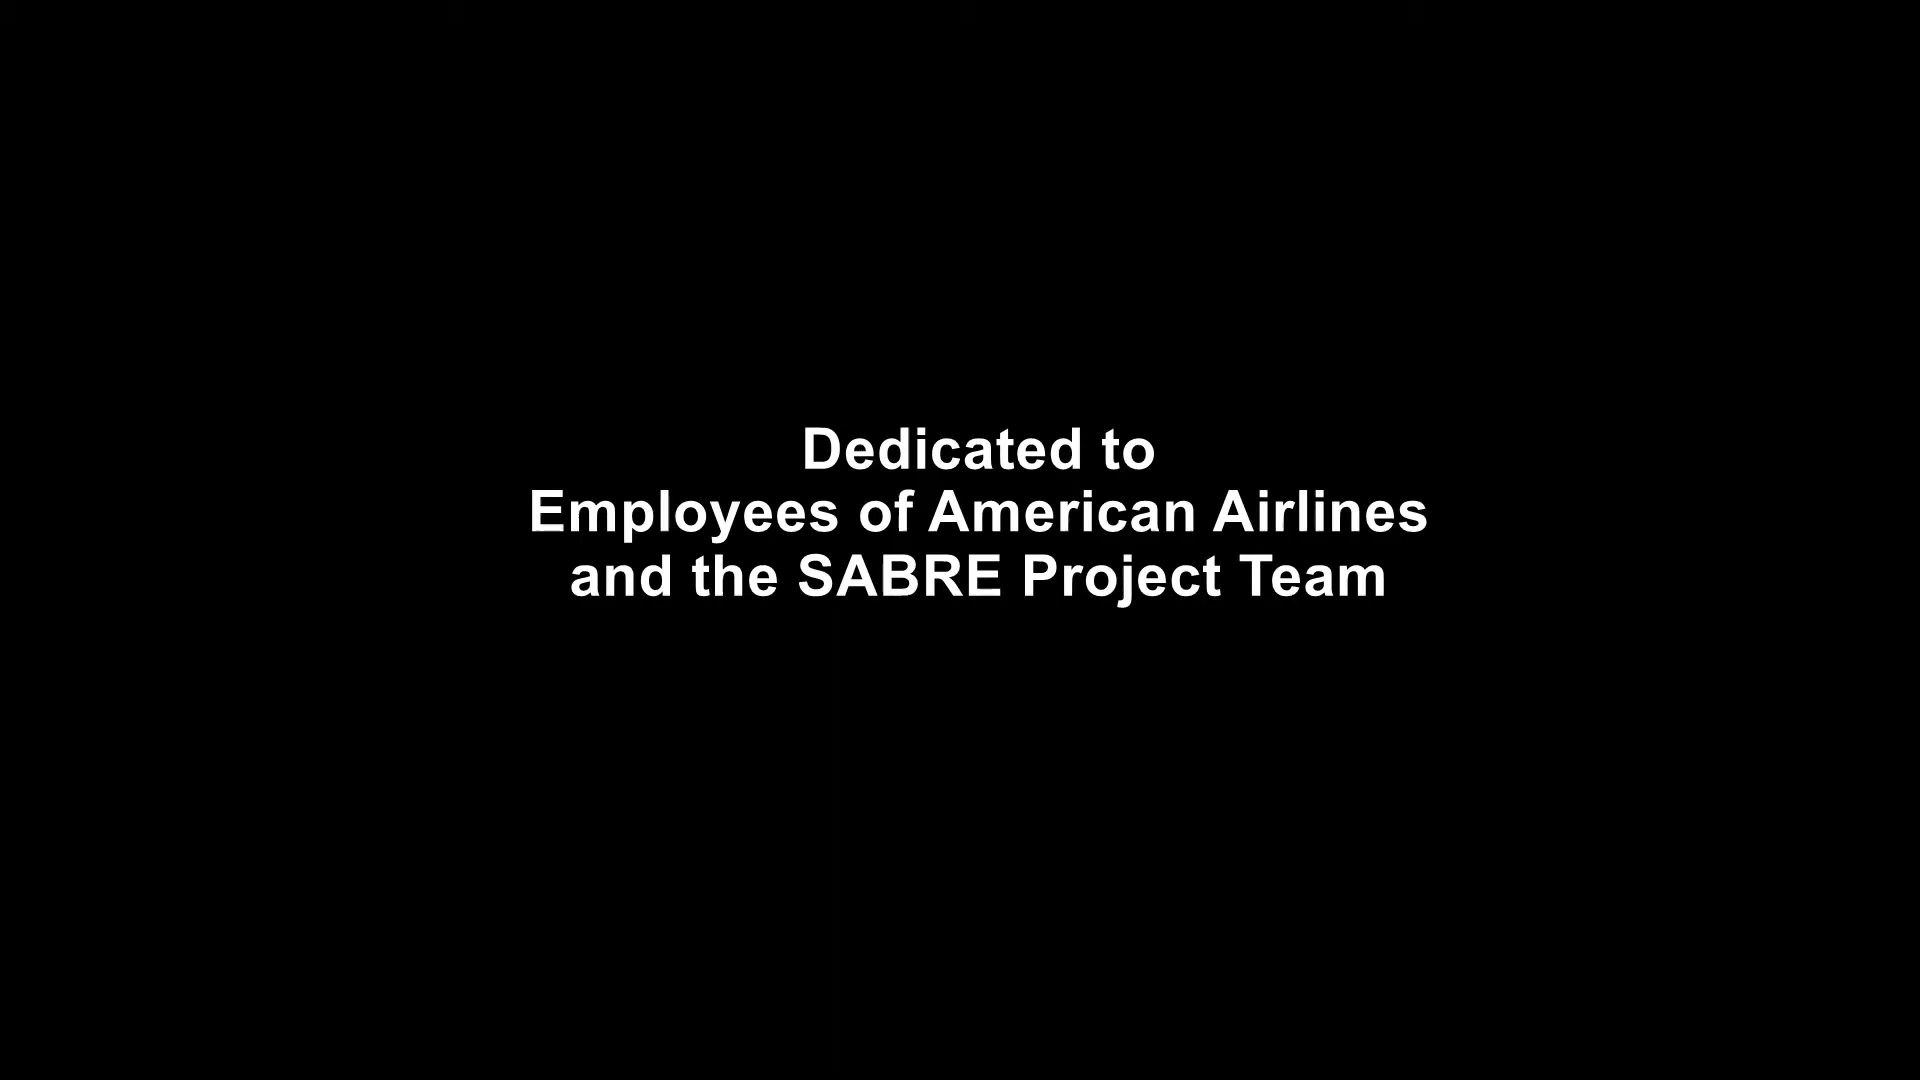 Dedicated to
Employees of American Airlines
and the SABRE Project Team